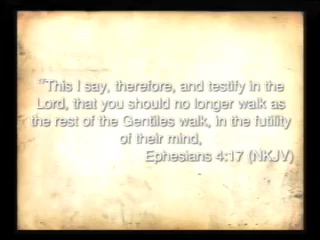 "This I say, therefore, and testify in the
Lord, that you should no longer walk as
the rest of the Gentiles walk, in the futility
of their mind,
Ephesians 4:17 (NKJV)